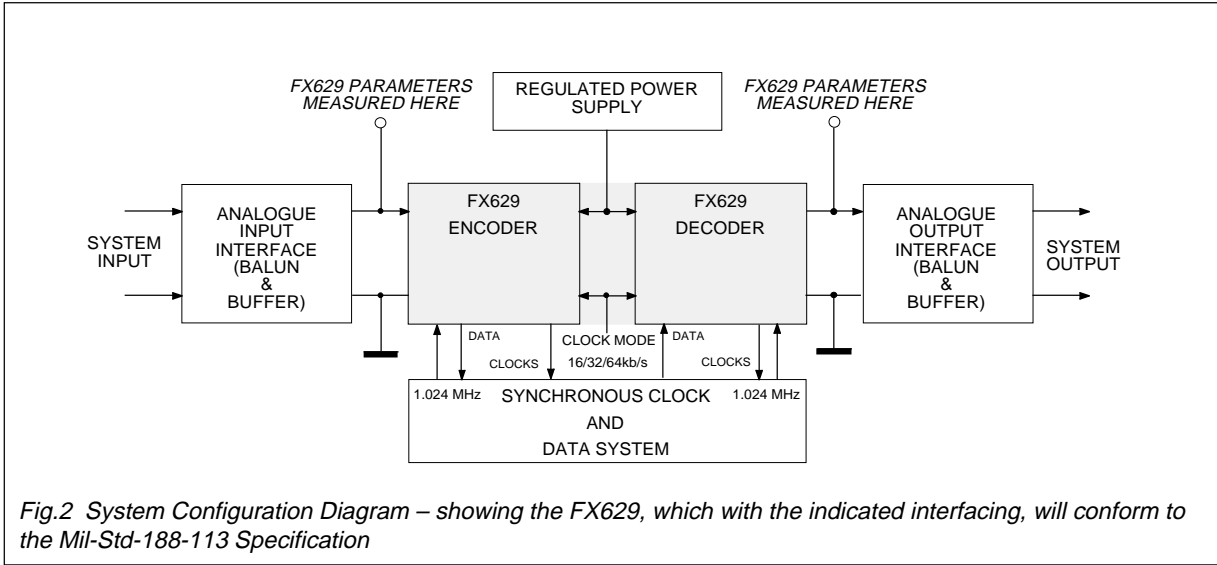 FX629 PARAMETERS
MEASURED HERE
REGULATED POWER
SUPPLY
FX629 PARAMETERS
MEASURED HERE
SYSTEM
INPUT
ANALOGUE
INPUT
INTERFACE
(BALUN
&
BUFFER)
FX629
ENCODER
FX629
DECODER
ANALOGUE
OUTPUT
INTERFACE
(BALUN
&
BUFFER)
SYSTEM
OUTPUT
DATA
CLOCKS
CLOCK MODE
16/32/64kb/s
DATA
CLOCKS
1.024 MHz
SYNCHRONOUS CLOCK
AND
DATA SYSTEM
1.024 MHz
Fig.2 System Configuration Diagram – showing the FX629, which with the indicated interfacing, will conform to
the Mil-Std-188-113 Specification